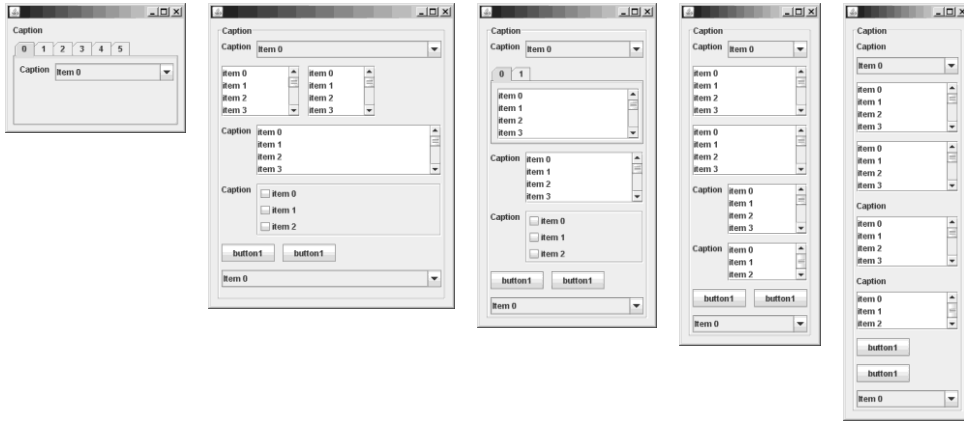 Caption
0 1 2 3 4 5
Caption Item 0
Caption
Caption Item 0
item 0 item 0
item 1 item 1
item 2 item 2
item 3 item 3
Caption item 0
item 1
item 2
item 3
Caption item 0
item 1
item 2
button1 button1
Item 0
Caption
Caption Item 0
0 1
item 0
item 1
item 2
item 3
Caption item 0
item 1
item 2
item 3
Caption item 0
item 1
item 2
button1 button1
Item 0
Caption
Caption Item 0
item 0
item 1
item 2
item 3
item 0
item 1
item 2
item 3
Caption item 0
item 1
item 2
item 3
Caption item 0
item 1
item 2
button1 button1
Item 0
Caption
Caption
Item 0
item 0
item 1
item 2
item 3
item 0
item 1
item 2
item 3
Caption
item 0
item 1
item 2
item 3
Caption
item 0
item 1
item 2
button1
button1
Item 0